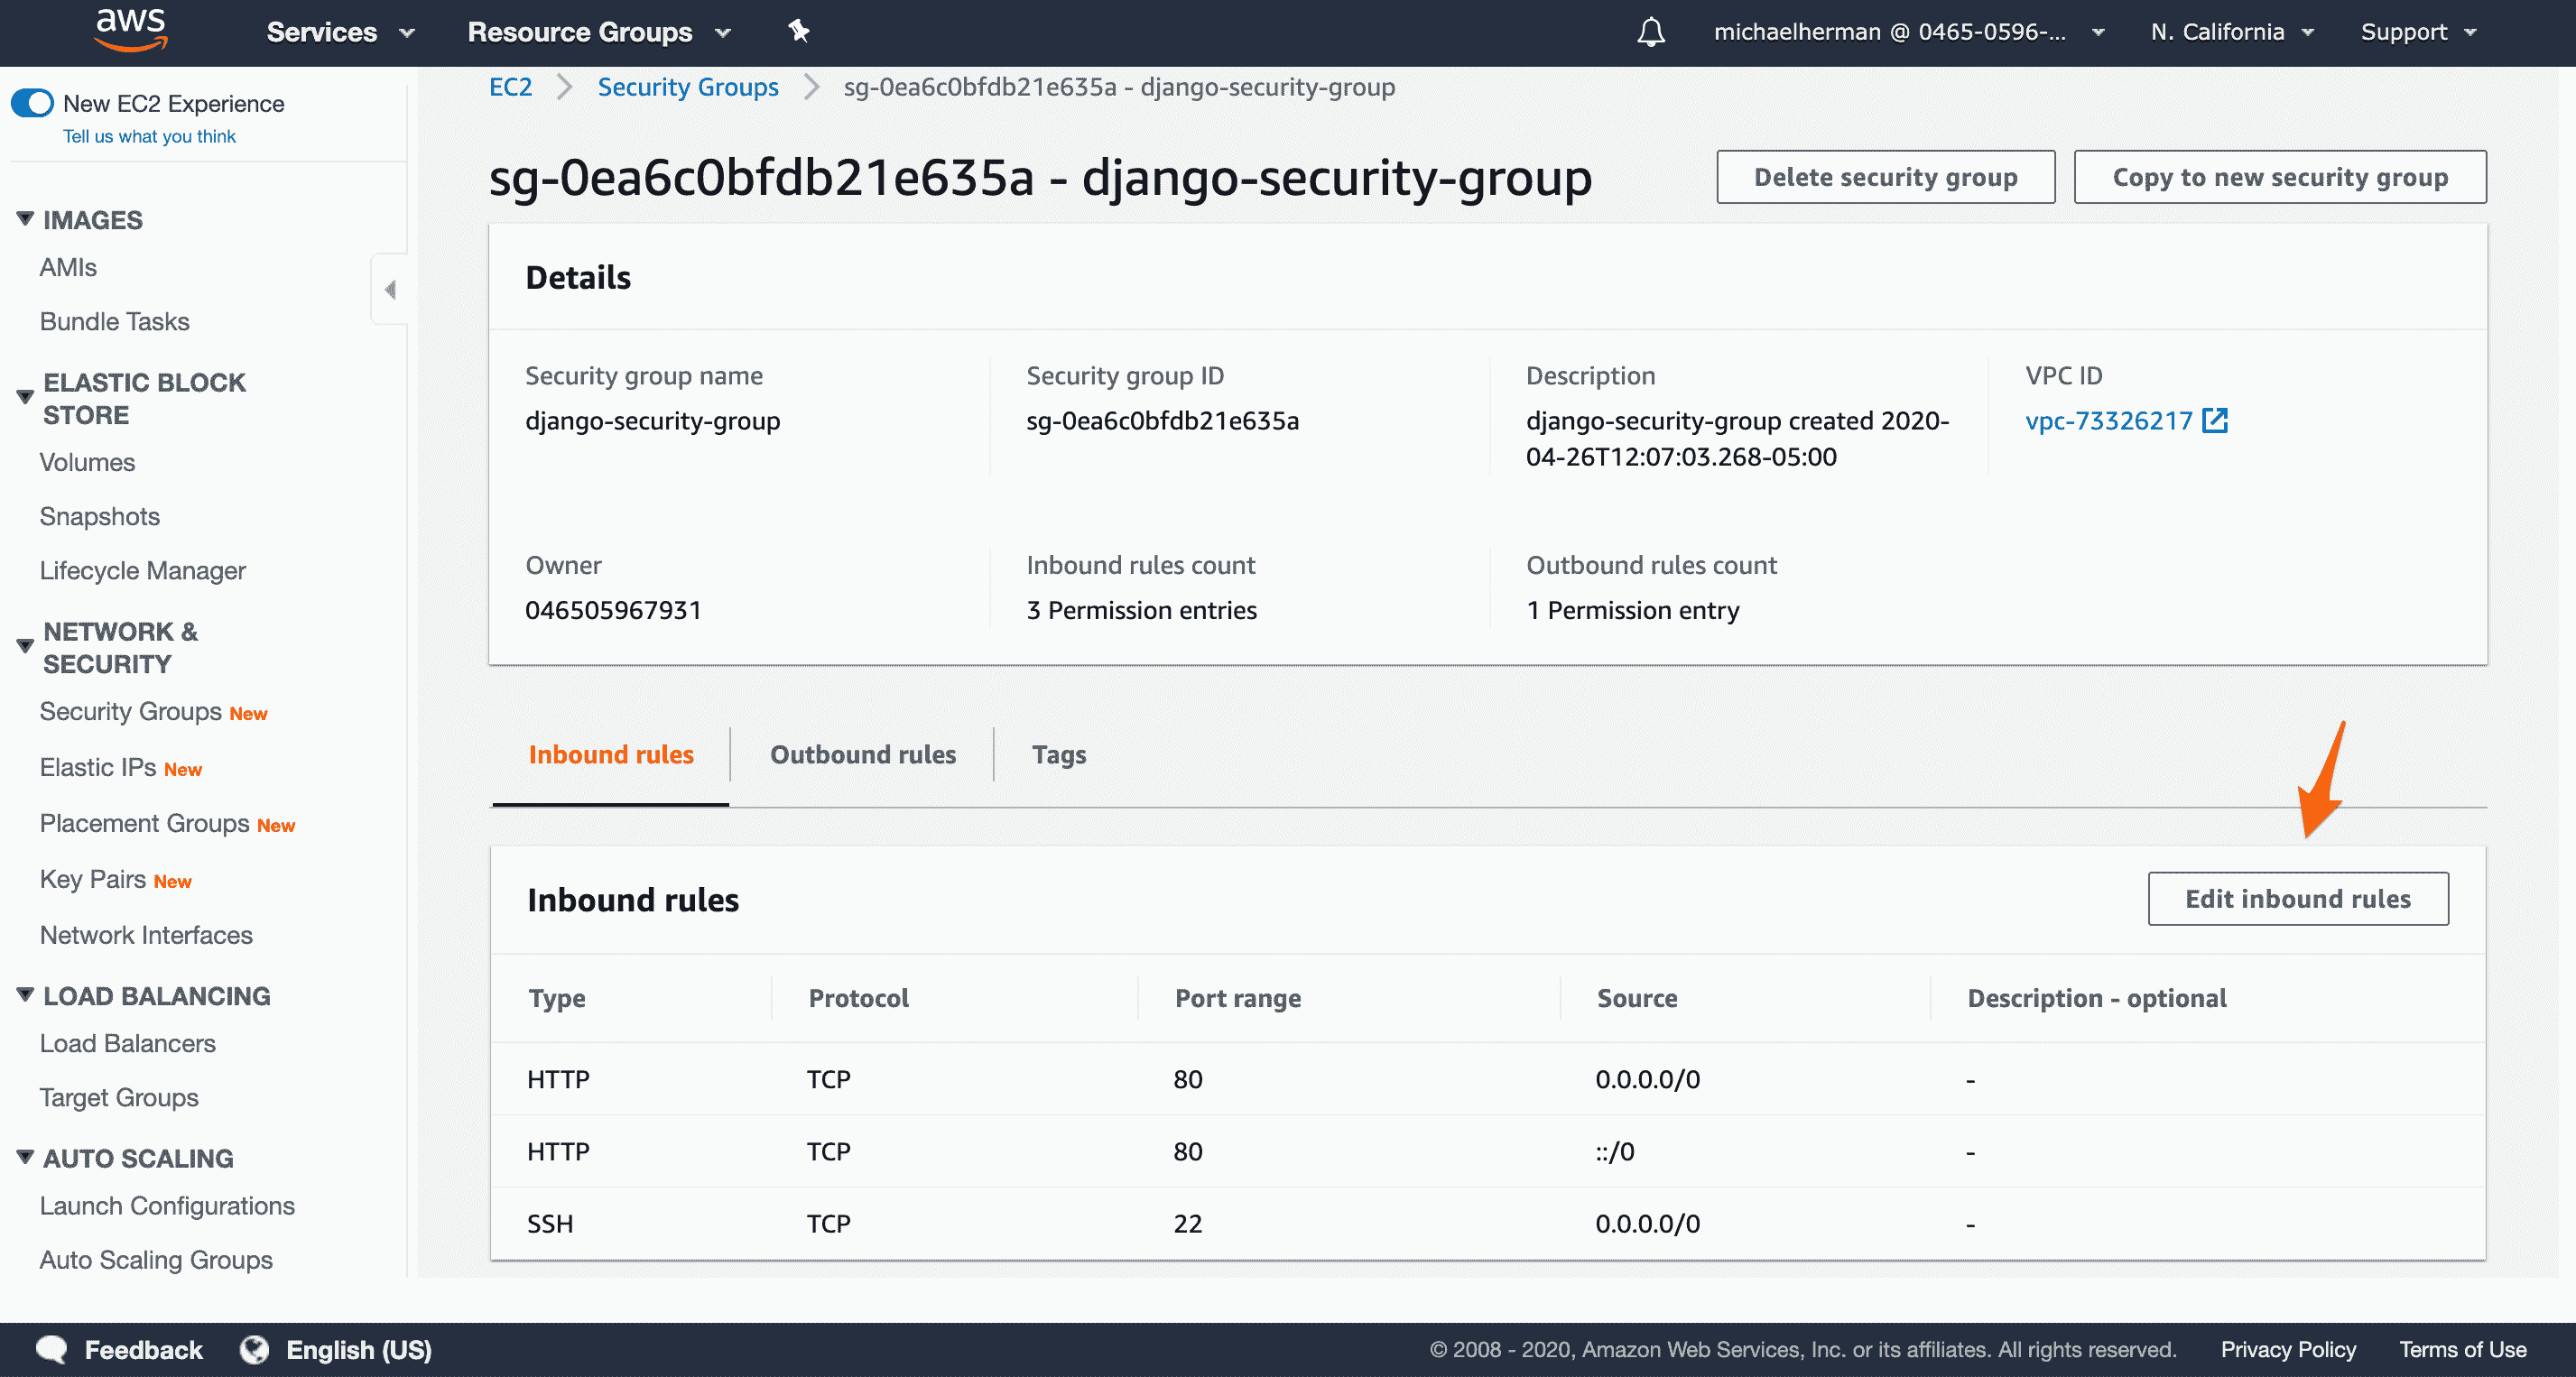 aws Services Resource Groups michaelherman @ 0465-0596-... N. California Support
New EC2 Experience
Tell us what you think
IMAGES
AMIs
Bundle Tasks
ELASTIC BLOCK
STORE
Volumes
Snapshots
Lifecycle Manager
NETWORK &
SECURITY
Security Groups New
Elastic IPs New
Placement Groups New
Key Pairs New
Network Interfaces
LOAD BALANCING
Load Balancers
Target Groups
AUTO SCALING
Launch Configurations
Auto Scaling Groups
EC2 Security Groups sg-0ea6c0bfdb21e635a - django-security-group
sg-0ea6c0bfdb21e635a - django-security-group
Delete security group
Copy to new security group
Details
Security group name
django-security-group
Security group ID
sg-0ea6c0bfdb21e635a
Description
django-security-group created 2020-
04-26T12:07:03.268-05:00
VPC ID
vpc-73326217
Owner
046505967931
Inbound rules count
3 Permission entries
Outbound rules count
1 Permission entry
Inbound rules Outbound rules Tags
Inbound rules
Edit inbound rules
Type Protocol Port range Source Description - optional
HTTP TCP 80 0.0.0.0/0 -
HTTP TCP 80 ::/0 -
SSH TCP 22 0.0.0.0/0 -
Feedback English (US) © 2008 - 2020, Amazon Web Services, Inc. or its affiliates. All rights reserved. Privacy Policy Terms of Use